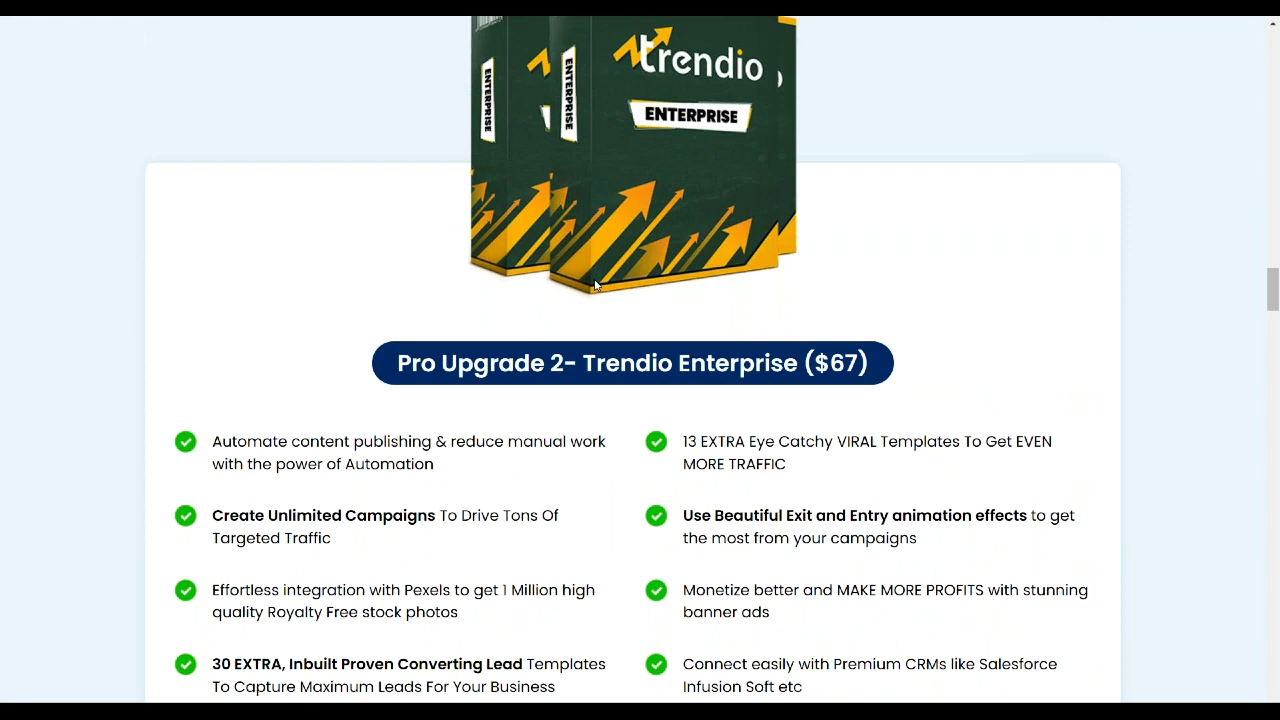 trendio
ENTERPRISE
ENTERPRISE
ENTERPRISE
Pro Upgrade 2- Trendio Enterprise ($67)
Automate content publishing & reduce manual work
with the power of Automation
13 EXTRA Eye Catchy VIRAL Templates To Get EVEN
MORE TRAFFIC
Create Unlimited Campaigns To Drive Tons Of
Targeted Traffic
Use Beautiful Exit and Entry animation effects to get
the most from your campaigns
Effortless integration with Pexels to get 1 Million high
quality Royalty Free stock photos
Monetize better and MAKE MORE PROFITS with stunning
banner ads
30 EXTRA, Inbuilt Proven Converting Lead Templates
To Capture Maximum Leads For Your Business
Connect easily with Premium CRMs like Salesforce
Infusion Soft etc